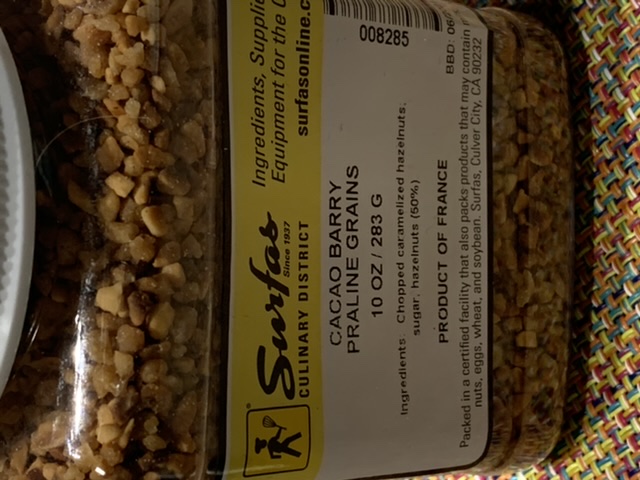 Surfas
Since 1937
CULINARY DISTRICT
Ingredients, Supplie
Equipment for the C
surfasonline.c
008285
CACAO BARRY
PRALINE GRAINS
10 OZ / 283 G
Ingredients: Chopped caramelized hazelnuts:
sugar, hazelnuts (50%)
PRODUCT OF FRANCE
BBD: 06
Packed in a certified facility that also packs products that may contain
nuts, eggs, wheat, and soybean. Surfas, Culver City, CA 90232